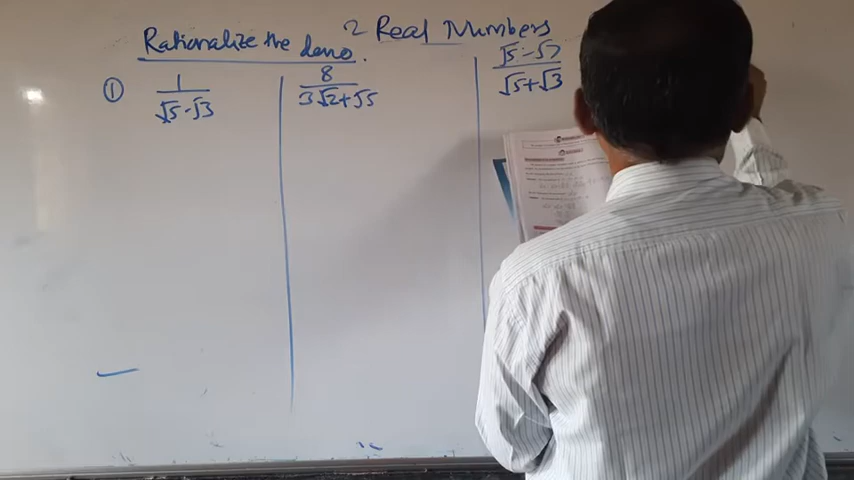 2 Real Numbers
Rationalize the deno.
① 1/(√5-√3)
8/(3√2+√5)
(√5-√7)/(√5+√3)